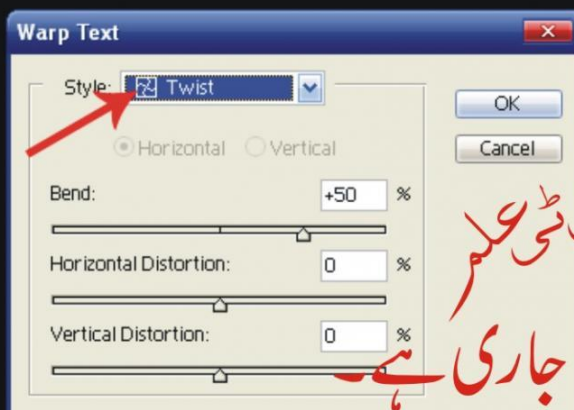 Warp Text
Style: Twist
OK
Horizontal Vertical
Cancel
Bend: +50 %
Horizontal Distortion: 0 %
Vertical Distortion: 0 %
علم
جاری ہے۔